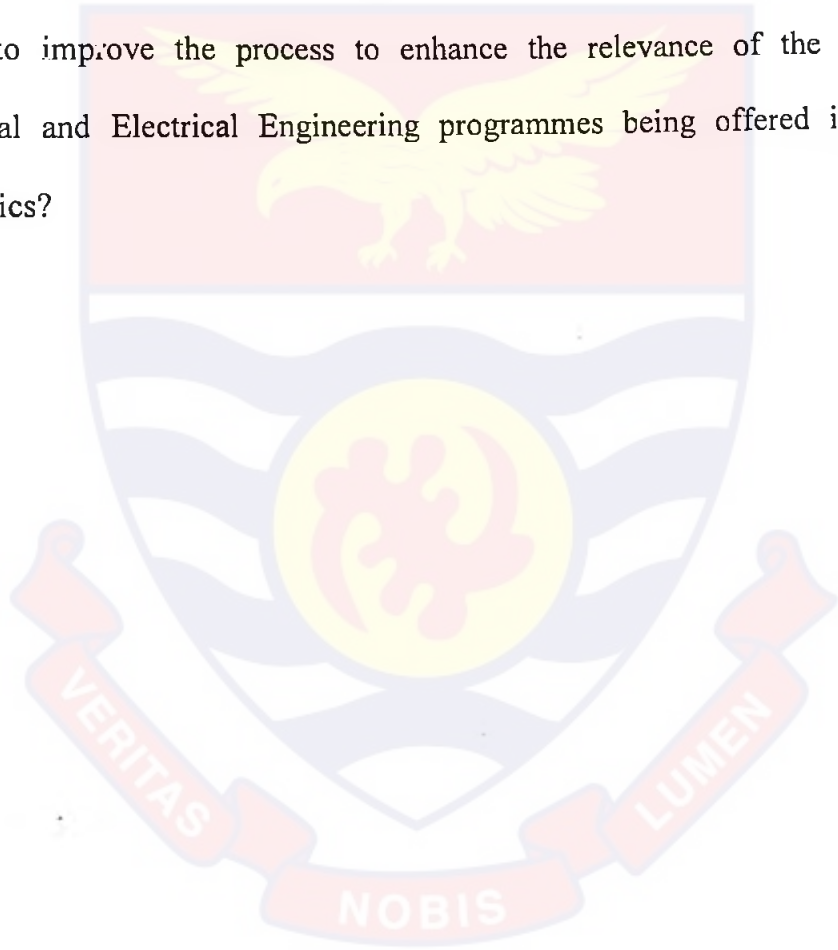 to improve the process to enhance the relevance of the
al and Electrical Engineering programmes being offered i
ics?
VERITAS
NOBIS
LUMEN